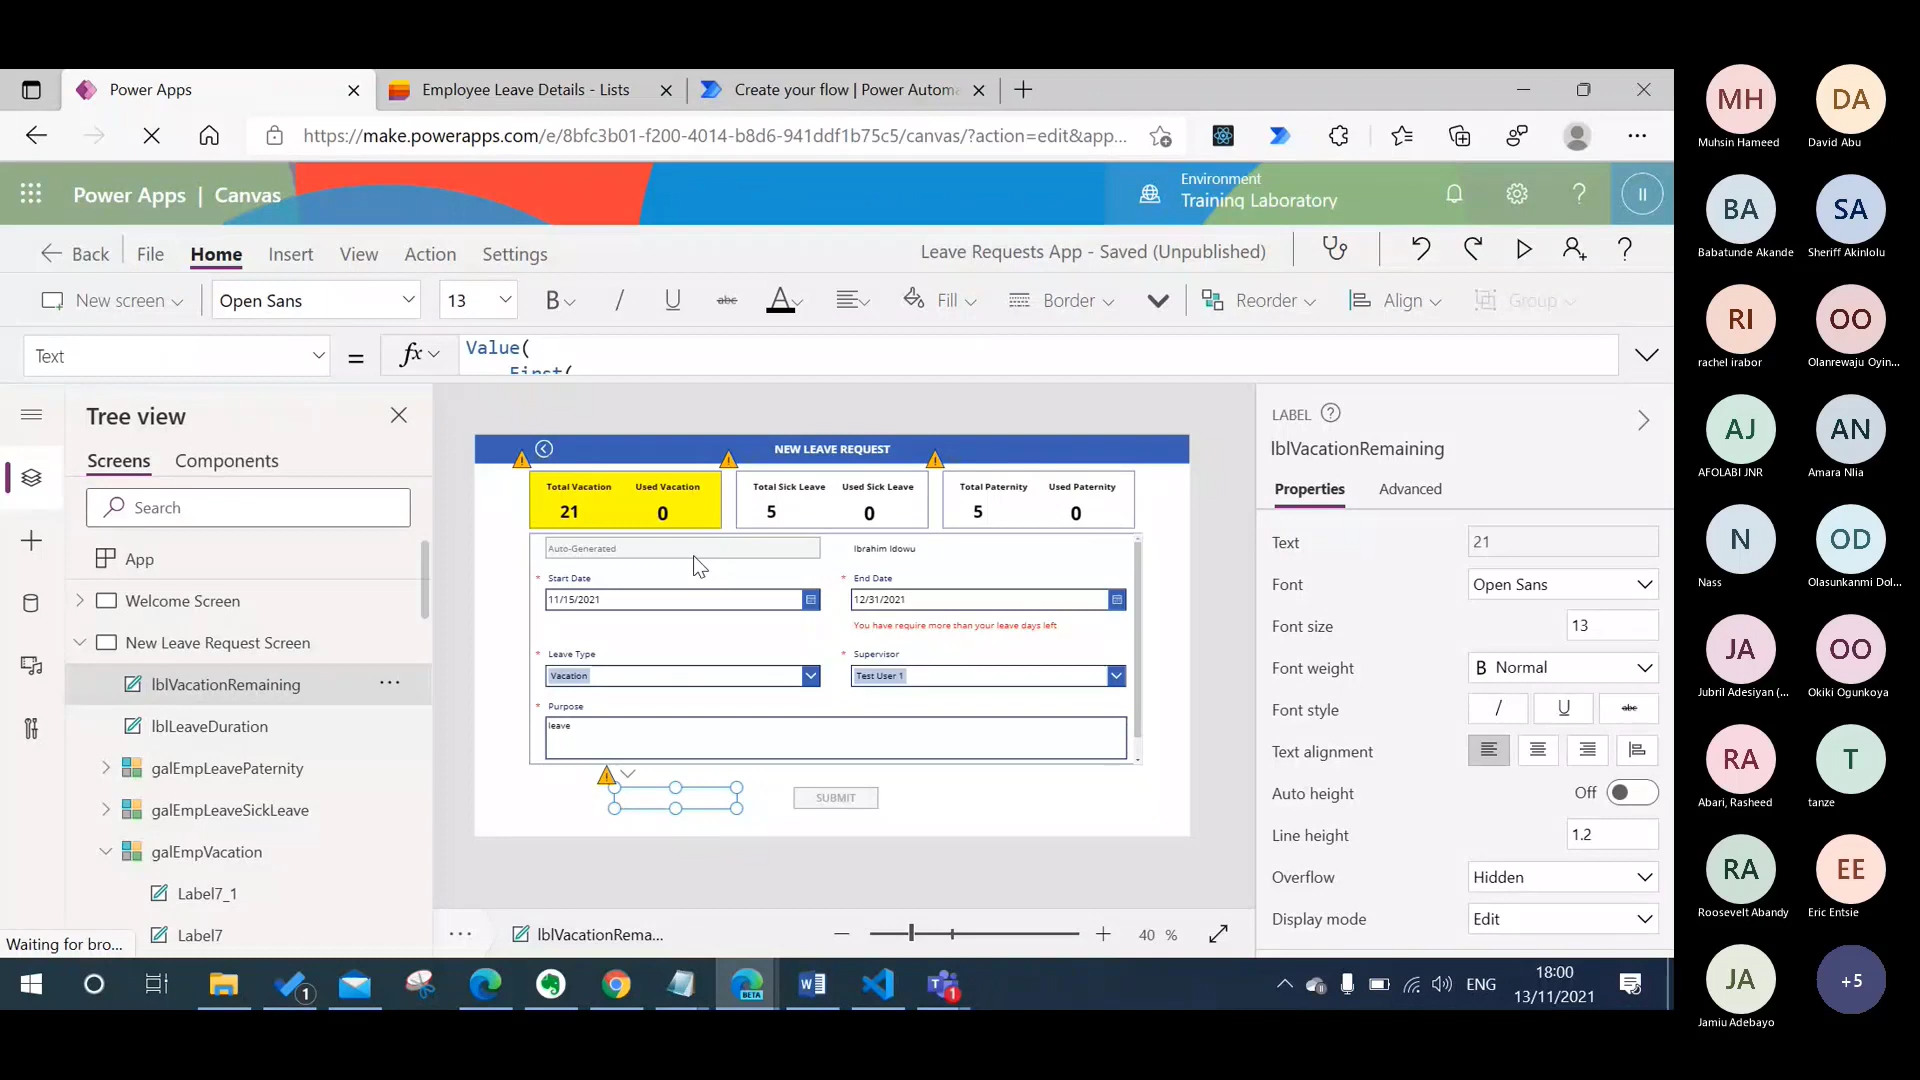 Power Apps
Employee Leave Details - Lists
Create your flow | Power Autom
https://make.powerapps.com/e/8bfc3b01-f200-4014-b8d6-941ddf1b75c5/canvas/?action=edit&app...
Power Apps | Canvas
Environment
Training Laboratory
II
Back
File
Home
Insert
View
Action
Settings
Leave Requests App - Saved (Unpublished)
New screen
Open Sans
13
B
Fill
Border
Reorder
Align
Group
Text
=
fx
Value(
First(
Tree view
Screens
Components
Search
App
Welcome Screen
New Leave Request Screen
lblVacationRemaining
lblLeaveDuration
galEmpLeavePaternity
galEmpLeaveSickLeave
galEmpVacation
Label7_1
Label7
Waiting for bro...
NEW LEAVE REQUEST
Total Vacation
Used Vacation
21
0
Total Sick Leave
Used Sick Leave
5
0
Total Paternity
Used Paternity
5
0
Auto-Generated
Ibrahim Idowu
* Start Date
* End Date
11/15/2021
12/31/2021
You have require more than your leave days left
* Leave Type
* Supervisor
Vacation
Test User 1
* Purpose
leave
SUBMIT
lblVacationRema...
40 %
LABEL
lblVacationRemaining
Properties
Advanced
Text
21
Font
Open Sans
Font size
13
Font weight
B Normal
Font style
/ U abc
Text alignment
Auto height
Off
Line height
1.2
Overflow
Hidden
Display mode
Edit
1
BETA
1
ENG
18:00
13/11/2021
MH
Muhsin Hameed
DA
David Abu
BA
Babatunde Akande
SA
Sheriff Akinlolu
RI
rachel irabor
OO
Olanrewaju Oyin...
AJ
AFOLABI JNR
AN
Amara Nlia
N
Nass
OD
Olasunkanmi Dol...
JA
Jubril Adesiyan (...
OO
Okiki Ogunkoya
RA
Abari, Rasheed
T
tanze
RA
Roosevelt Abandy
EE
Eric Entsie
JA
Jamiu Adebayo
+5